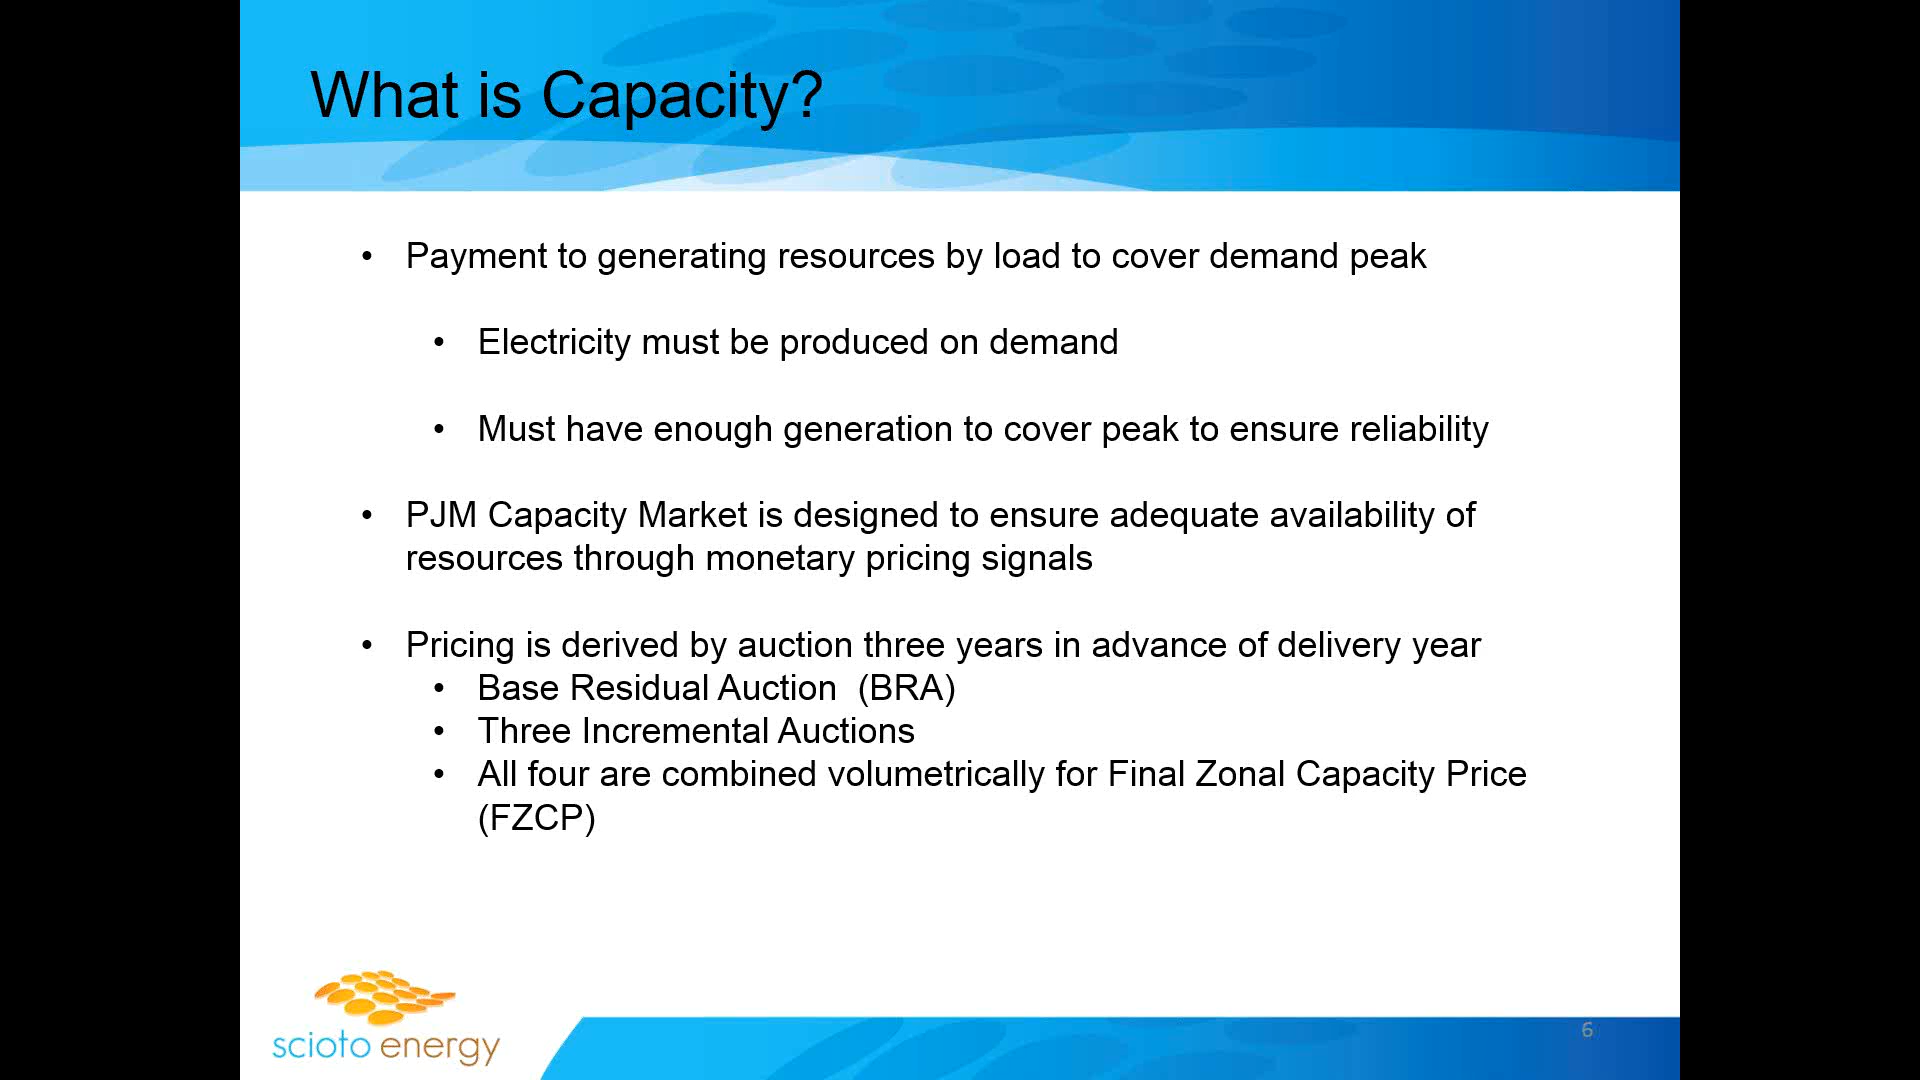 What is Capacity?
• Payment to generating resources by load to cover demand peak
• Electricity must be produced on demand
• Must have enough generation to cover peak to ensure reliability
• PJM Capacity Market is designed to ensure adequate availability of
resources through monetary pricing signals
• Pricing is derived by auction three years in advance of delivery year
• Base Residual Auction  (BRA)
• Three Incremental Auctions
• All four are combined volumetrically for Final Zonal Capacity Price
(FZCP)
scioto energy
6